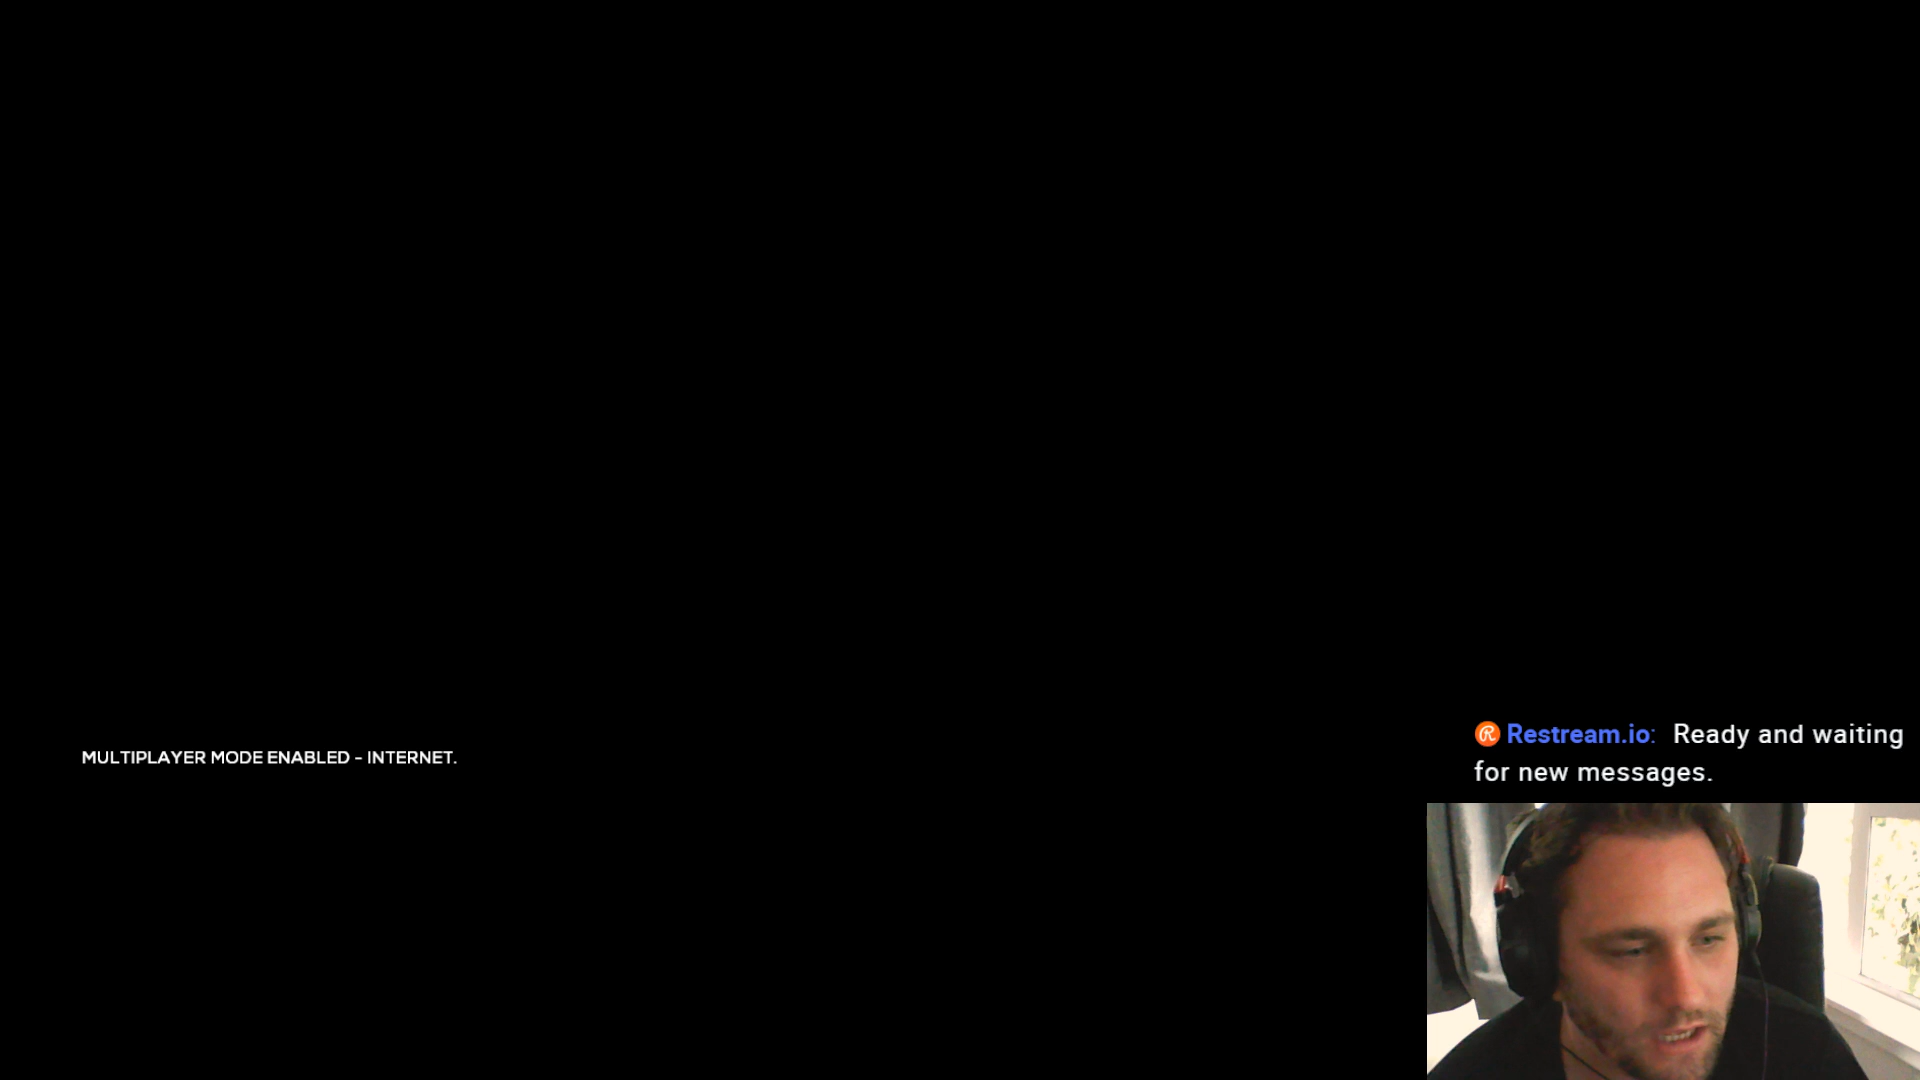 MULTIPLAYER MODE ENABLED - INTERNET.
Restream.io: Ready and waiting
for new messages.